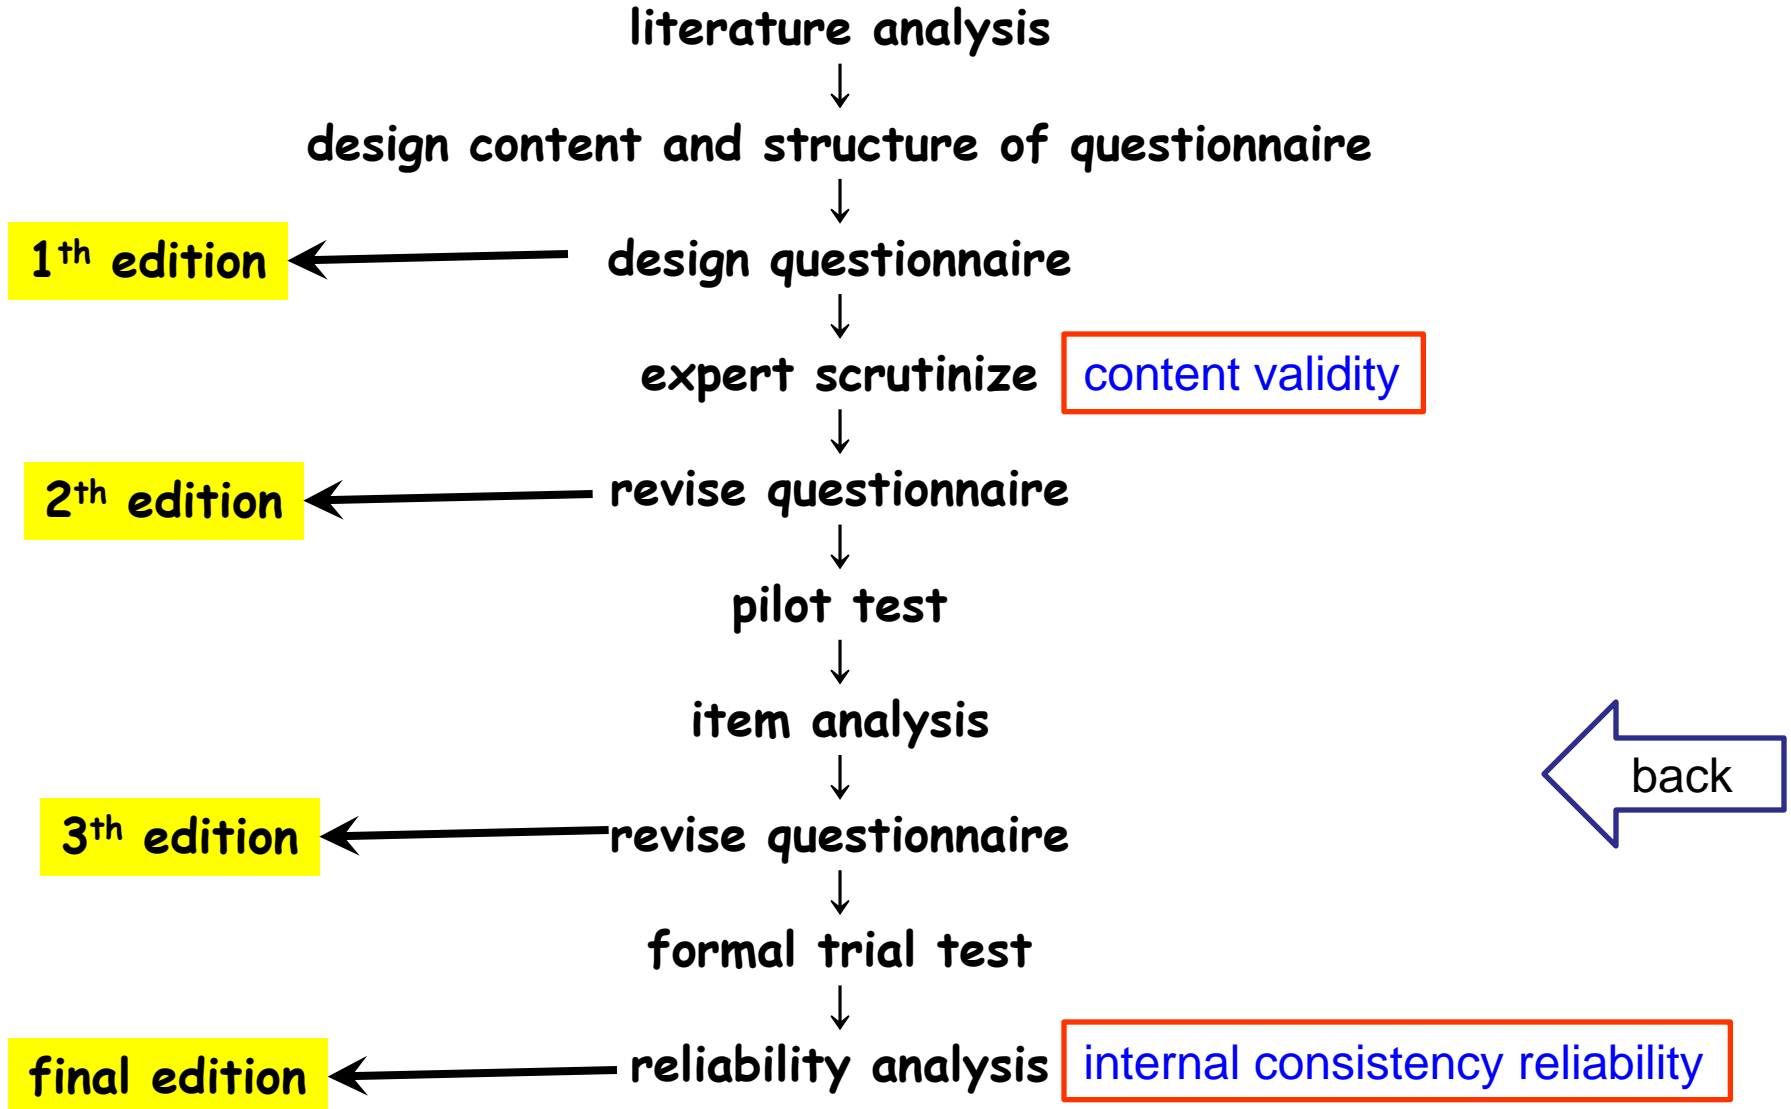 literature analysis
↓
design content and structure of questionnaire
↓
1th edition
design questionnaire
↓
expert scrutinize
content validity
↓
2th edition
revise questionnaire
↓
pilot test
↓
item analysis
↓
back
3th edition
revise questionnaire
↓
formal trial test
↓
final edition
reliability analysis
internal consistency reliability